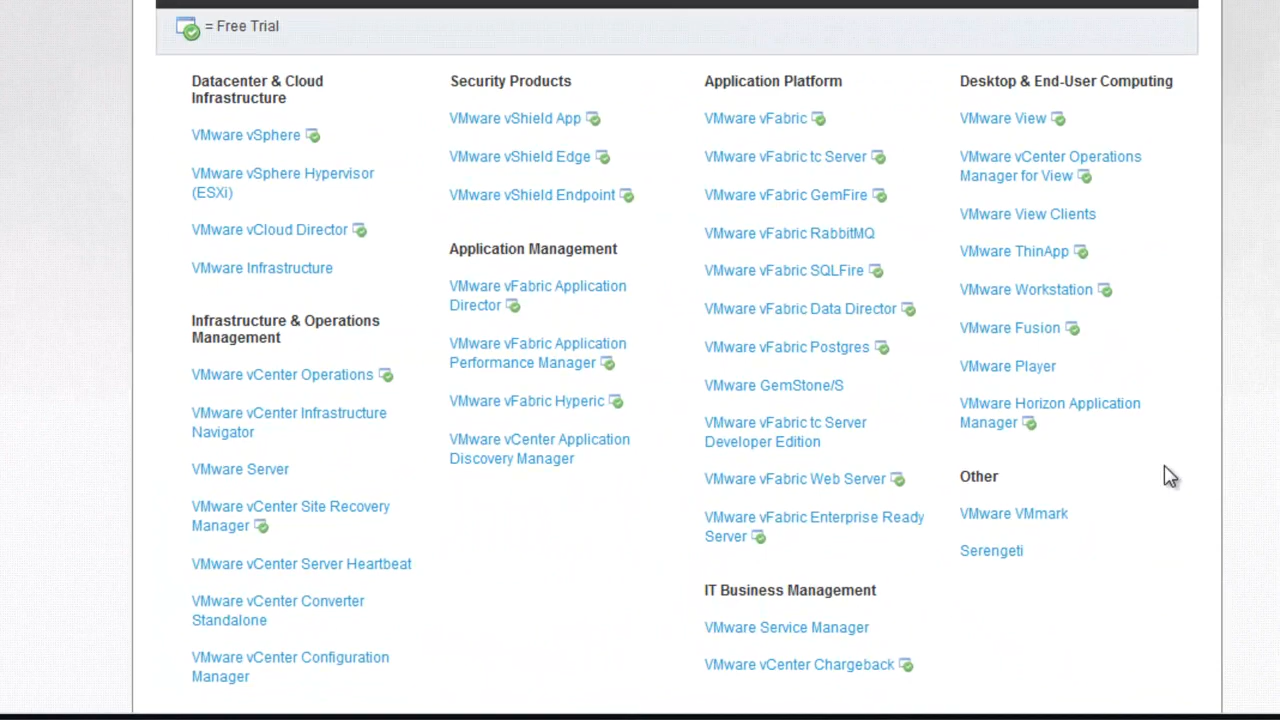 = Free Trial
Datacenter & Cloud
Infrastructure
VMware vSphere
VMware vSphere Hypervisor
(ESXi)
VMware vCloud Director
VMware Infrastructure
Infrastructure & Operations
Management
VMware vCenter Operations
VMware vCenter Infrastructure
Navigator
VMware Server
VMware vCenter Site Recovery
Manager
VMware vCenter Server Heartbeat
VMware vCenter Converter
Standalone
VMware vCenter Configuration
Manager
Security Products
VMware vShield App
VMware vShield Edge
VMware vShield Endpoint
Application Management
VMware vFabric Application
Director
VMware vFabric Application
Performance Manager
VMware vFabric Hyperic
VMware vCenter Application
Discovery Manager
Application Platform
VMware vFabric
VMware vFabric tc Server
VMware vFabric GemFire
VMware vFabric RabbitMQ
VMware vFabric SQLFire
VMware vFabric Data Director
VMware vFabric Postgres
VMware GemStone/S
VMware vFabric tc Server
Developer Edition
VMware vFabric Web Server
VMware vFabric Enterprise Ready
Server
IT Business Management
VMware Service Manager
VMware vCenter Chargeback
Desktop & End-User Computing
VMware View
VMware vCenter Operations
Manager for View
VMware View Clients
VMware ThinApp
VMware Workstation
VMware Fusion
VMware Player
VMware Horizon Application
Manager
Other
VMware VMmark
Serengeti